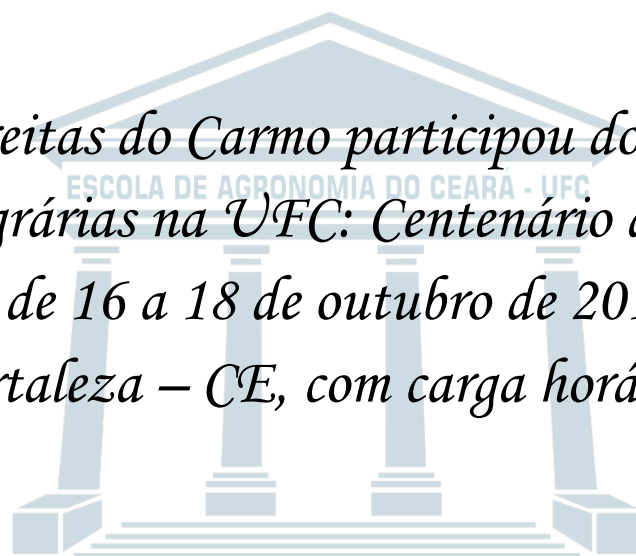 eitas do Carmo participou do
ESCOLA DE AGRONOMIA DO CEARÁ - UFC
grárias na UFC: Centenário
de 16 a 18 de outubro de 201
rtaleza – CE, com carga horá